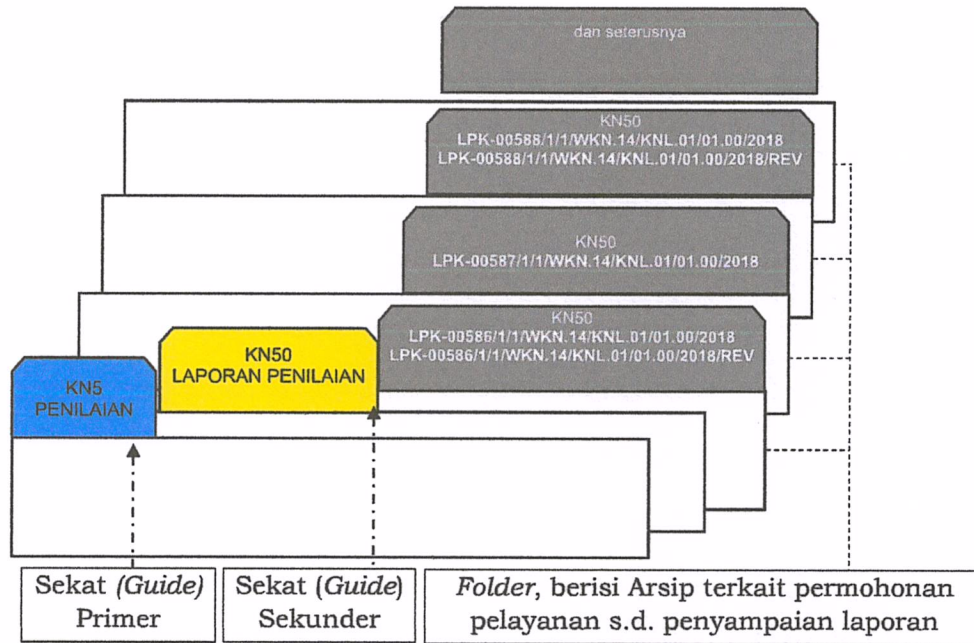 dan seterusnya
KN50
LPK-00588/1/1/WKN.14/KNL.01/01.00/2018
LPK-00588/1/1/WKN.14/KNL.01/01.00/2018/REV
KN50
LPK-00587/1/1/WKN.14/KNL.01/01.00/2018
KN50
LPK-00586/1/1/WKN.14/KNL.01/01.00/2018
LPK-00586/1/1/WKN.14/KNL.01/01.00/2018/REV
KN50
LAPORAN PENILAIAN
KN5
PENILAIAN
Sekat (Guide)
Primer
Sekat (Guide)
Sekunder
Folder, berisi Arsip terkait permohonan
pelayanan s.d. penyampaian laporan